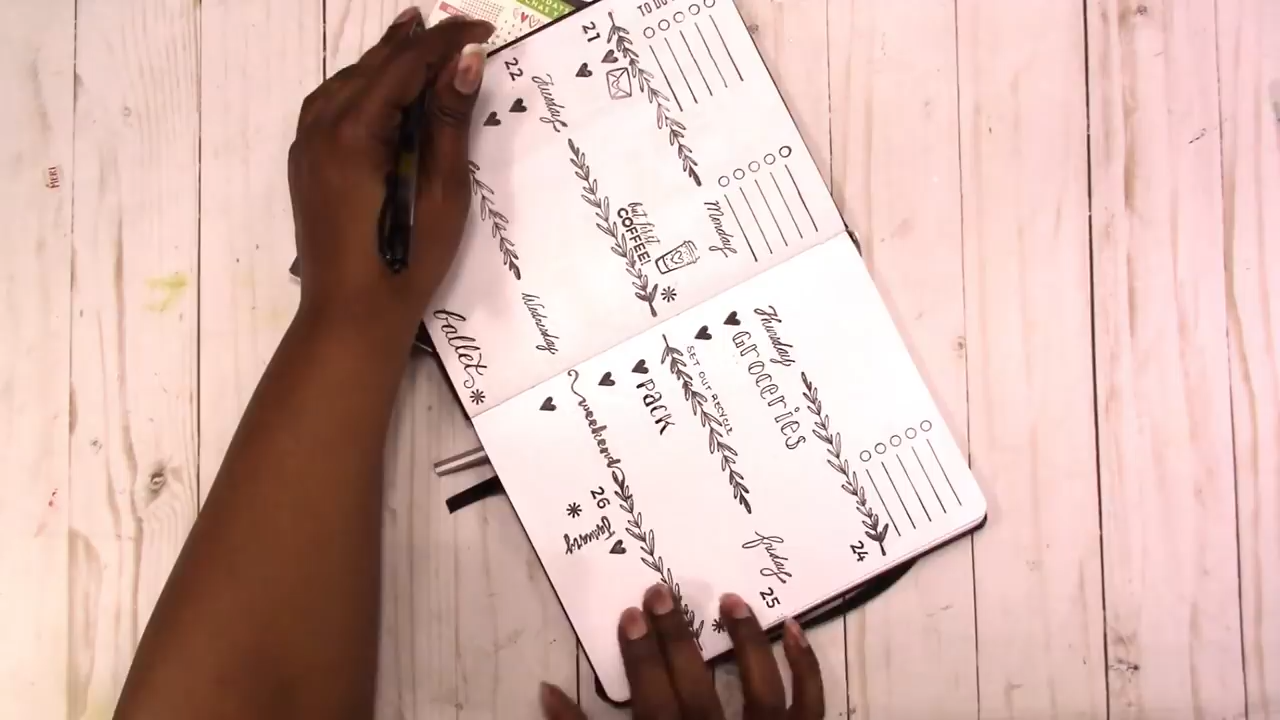 TO DO
21
Monday
but first,
COFFEE!
22
Tuesday
Wednesday
ballet
Thursday
Groceries
24
SET OUT RECYCLE
friday
25
PACK
weekend
26
January